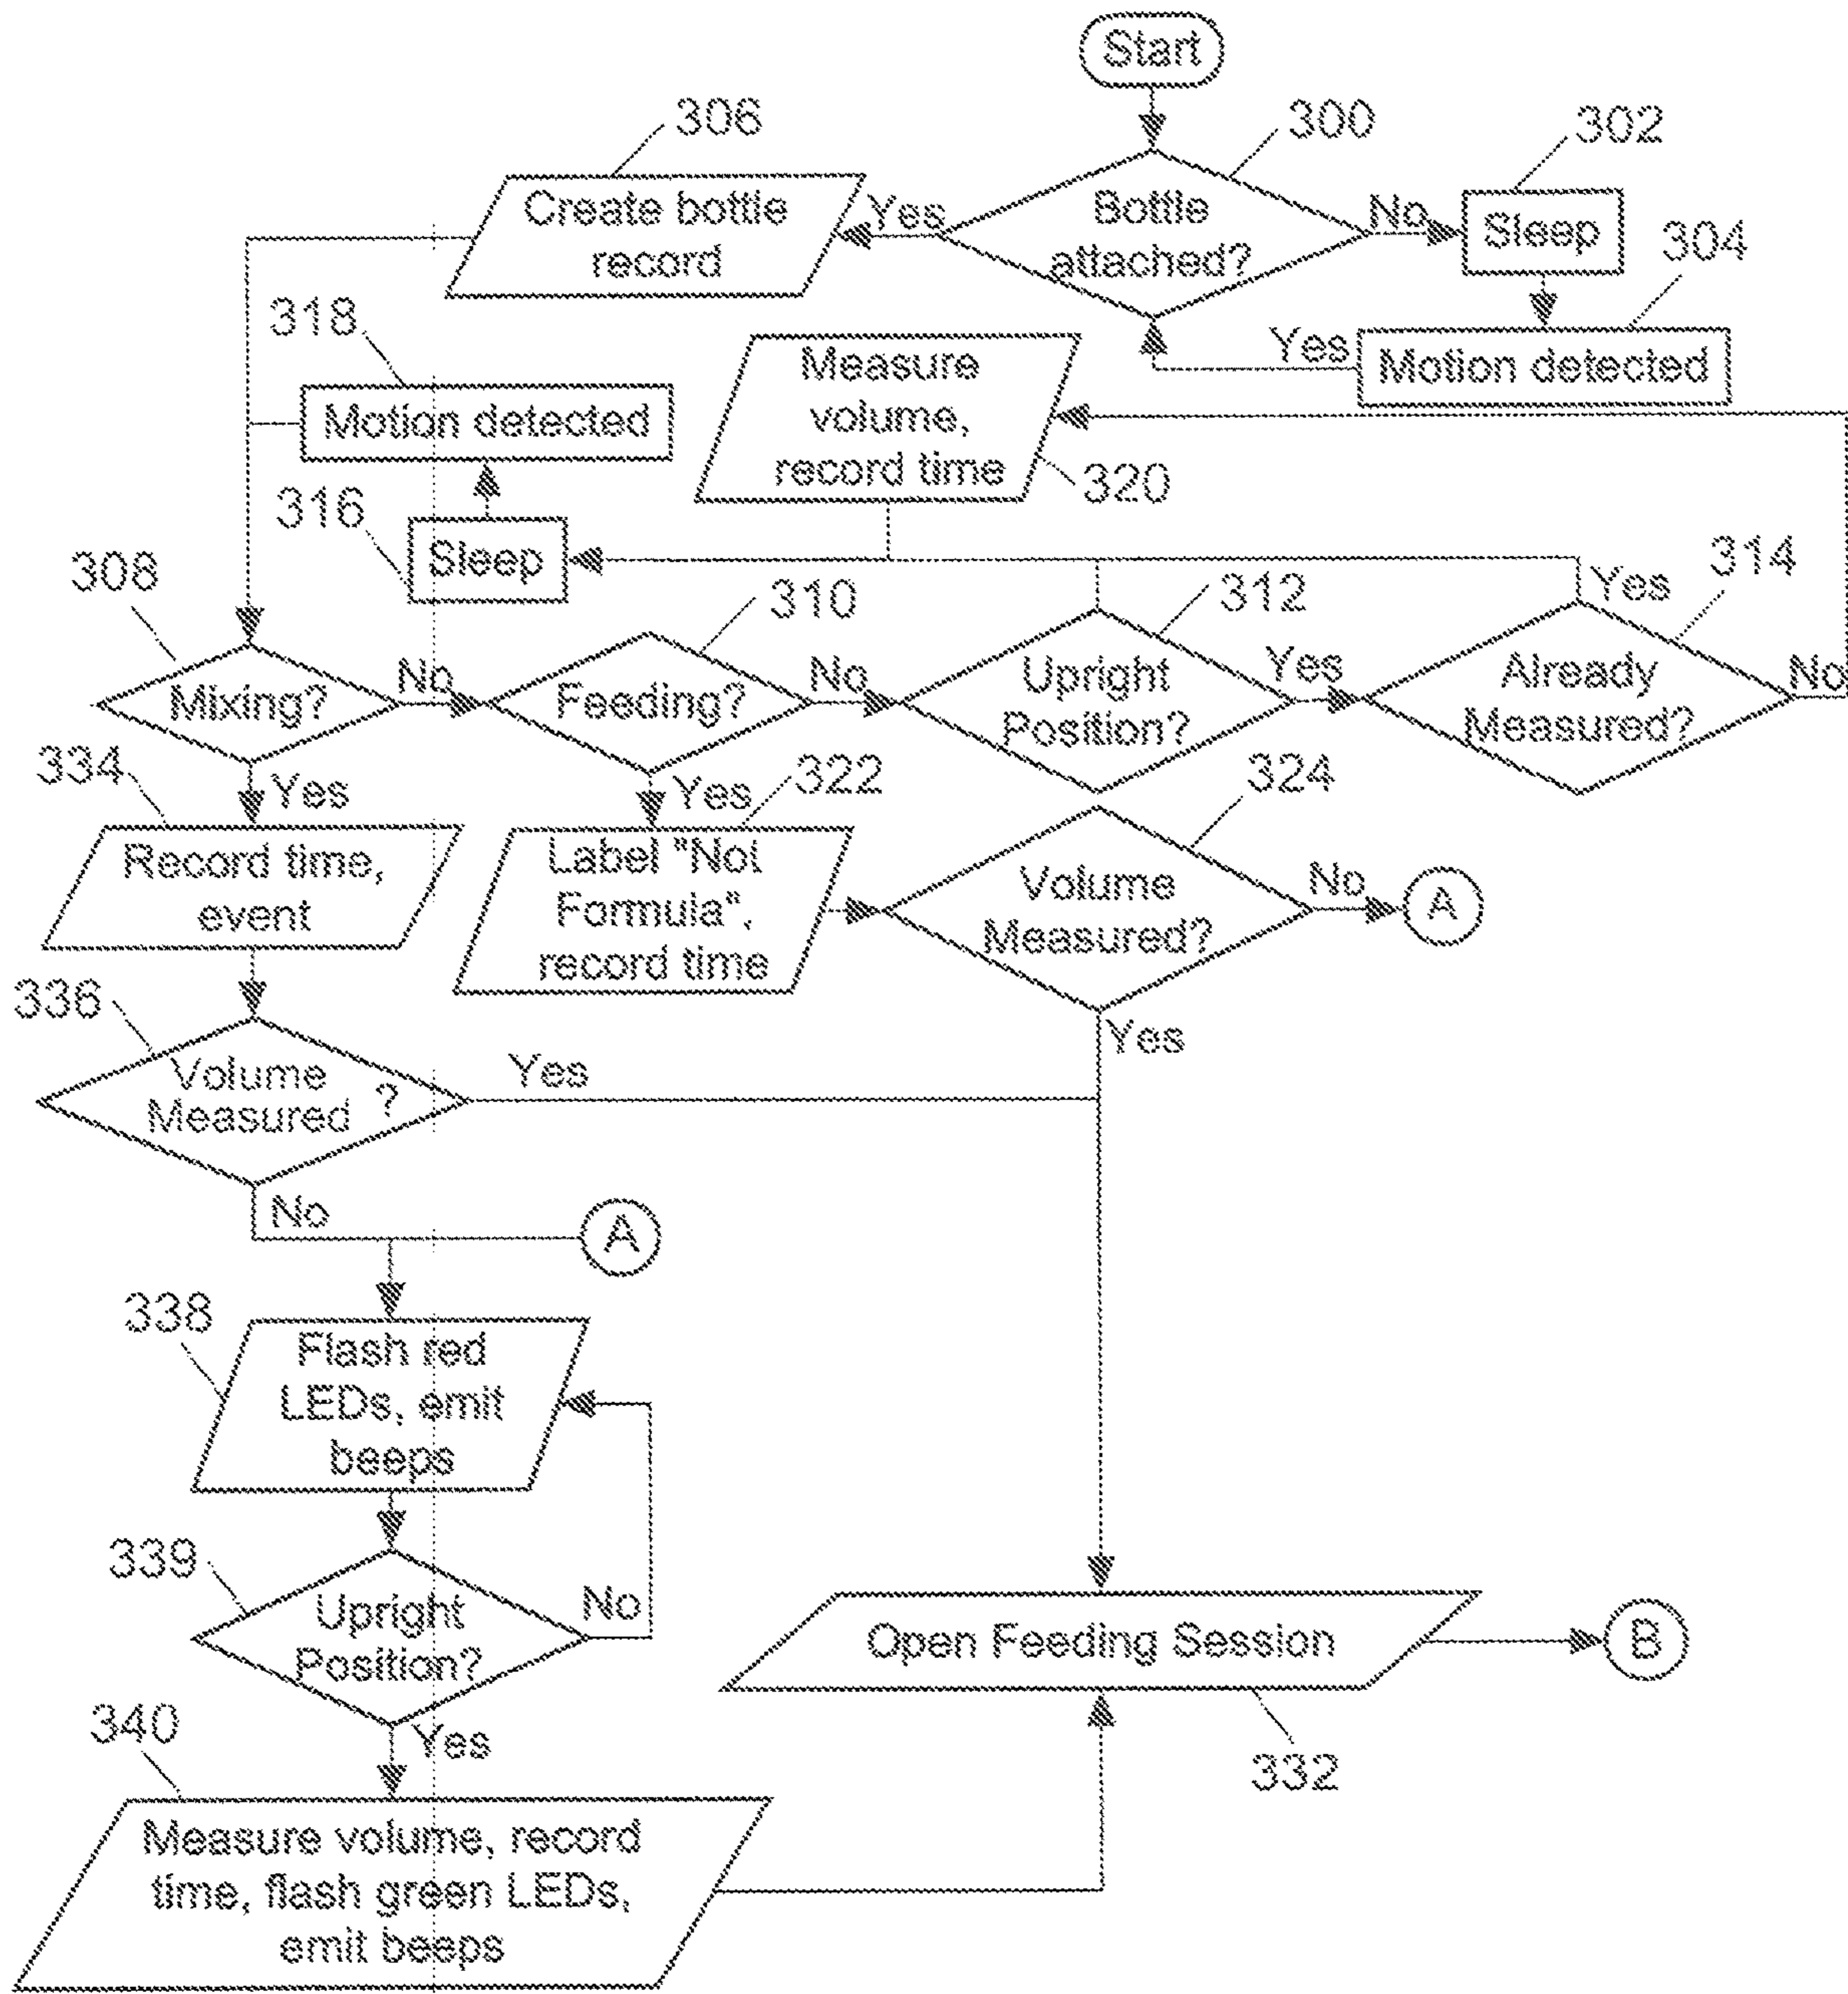 Start
306
300
302
Create bottle
record
Yes
Bottle
attached?
No
Sleep
304
318
Measure
volume,
record time
Yes
Motion detected
Motion detected
320
316
Sleep
308
310
312
314
Yes
Mixing?
No
Feeding?
No
Upright
Position?
Yes
Already
Measured?
No
334
Yes
Yes
322
324
Record time,
event
Label "Not
Formula",
record time
Volume
Measured?
No
A
336
Yes
Volume
Measured ?
Yes
No
A
338
Flash red
LEDs, emit
beeps
339
Upright
Position?
No
Open Feeding Session
B
340
Yes
332
Measure volume, record
time, flash green LEDs,
emit beeps